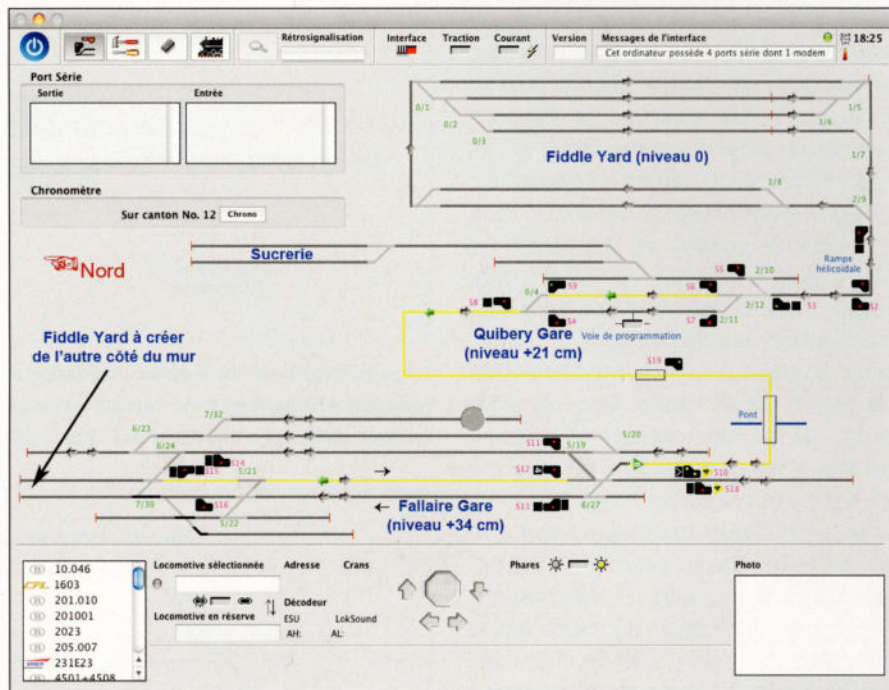 Rétrosignalisation
Interface
Traction
Courant
Version
Messages de l'interface
18:25
Cet ordinateur possède 4 ports série dont 1 modem
Port Série
Sortie
Entrée
0/1
0/2
0/3
1/5
1/6
1/7
Fiddle Yard (niveau 0)
1/8
2/9
Chronomètre
Sur canton No. 12
Chrono
Nord
Sucrerie
Rampe
hélicoïdale
S5
2/10
S9
S6
0/4
2/12
S3
S2
S8
S4
S7
2/11
Voie de programmation
Quibery Gare
(niveau +21 cm)
Fiddle Yard à créer
de l'autre côté du mur
S19
Pont
7/32
6/23
6/24
S11
5/19
5/20
S14
S15
5/21
S12
S10
S18
7/30
S16
Fallaire Gare
(niveau +34 cm)
S13
6/27
5/22
10.046
CFL 1603
201.010
201001
2023
205.007
231E23
4501+4508
Locomotive sélectionnée
Adresse
Crans
Phares
Photo
Locomotive en réserve
Décodeur
ESU
LokSound
AH:
AL: